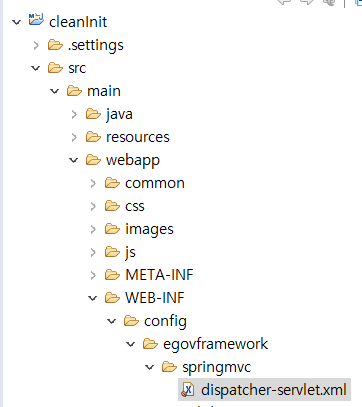 cleanInit
.settings
src
main
java
resources
webapp
common
css
images
js
META-INF
WEB-INF
config
egovframework
springmvc
dispatcher-servlet.xml